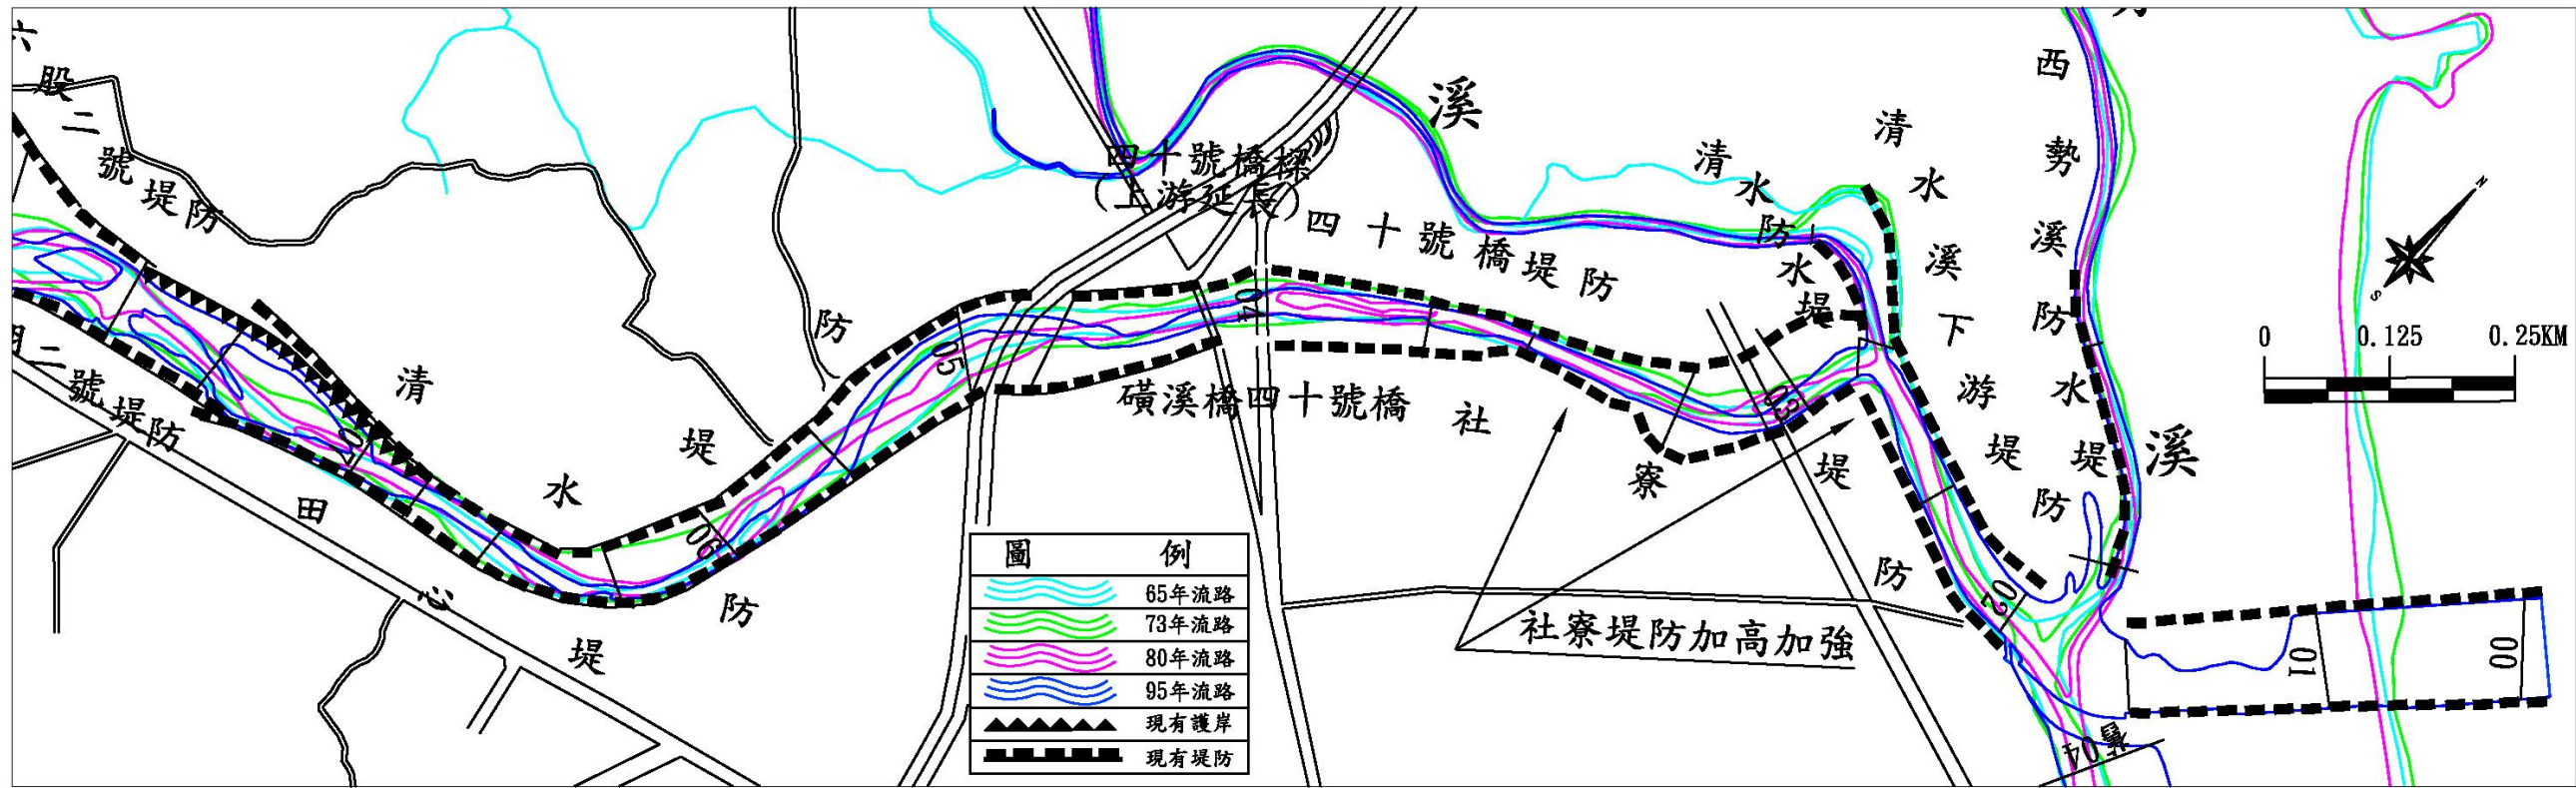 六股二號堤防
二號堤防
清水堤防
田心堤防
四十號橋樑
(上游延長)
四十號橋堤防
磺溪橋四十號橋
社寮堤防
社寮堤防加高加強
清水防水堤
清水溪下游堤防
西勢溪防水堤
溪
溪
07
06
05
04
03
02
01
00
舊04
N
S
0 0.125 0.25KM
圖例
65年流路
73年流路
80年流路
95年流路
現有護岸
現有堤防